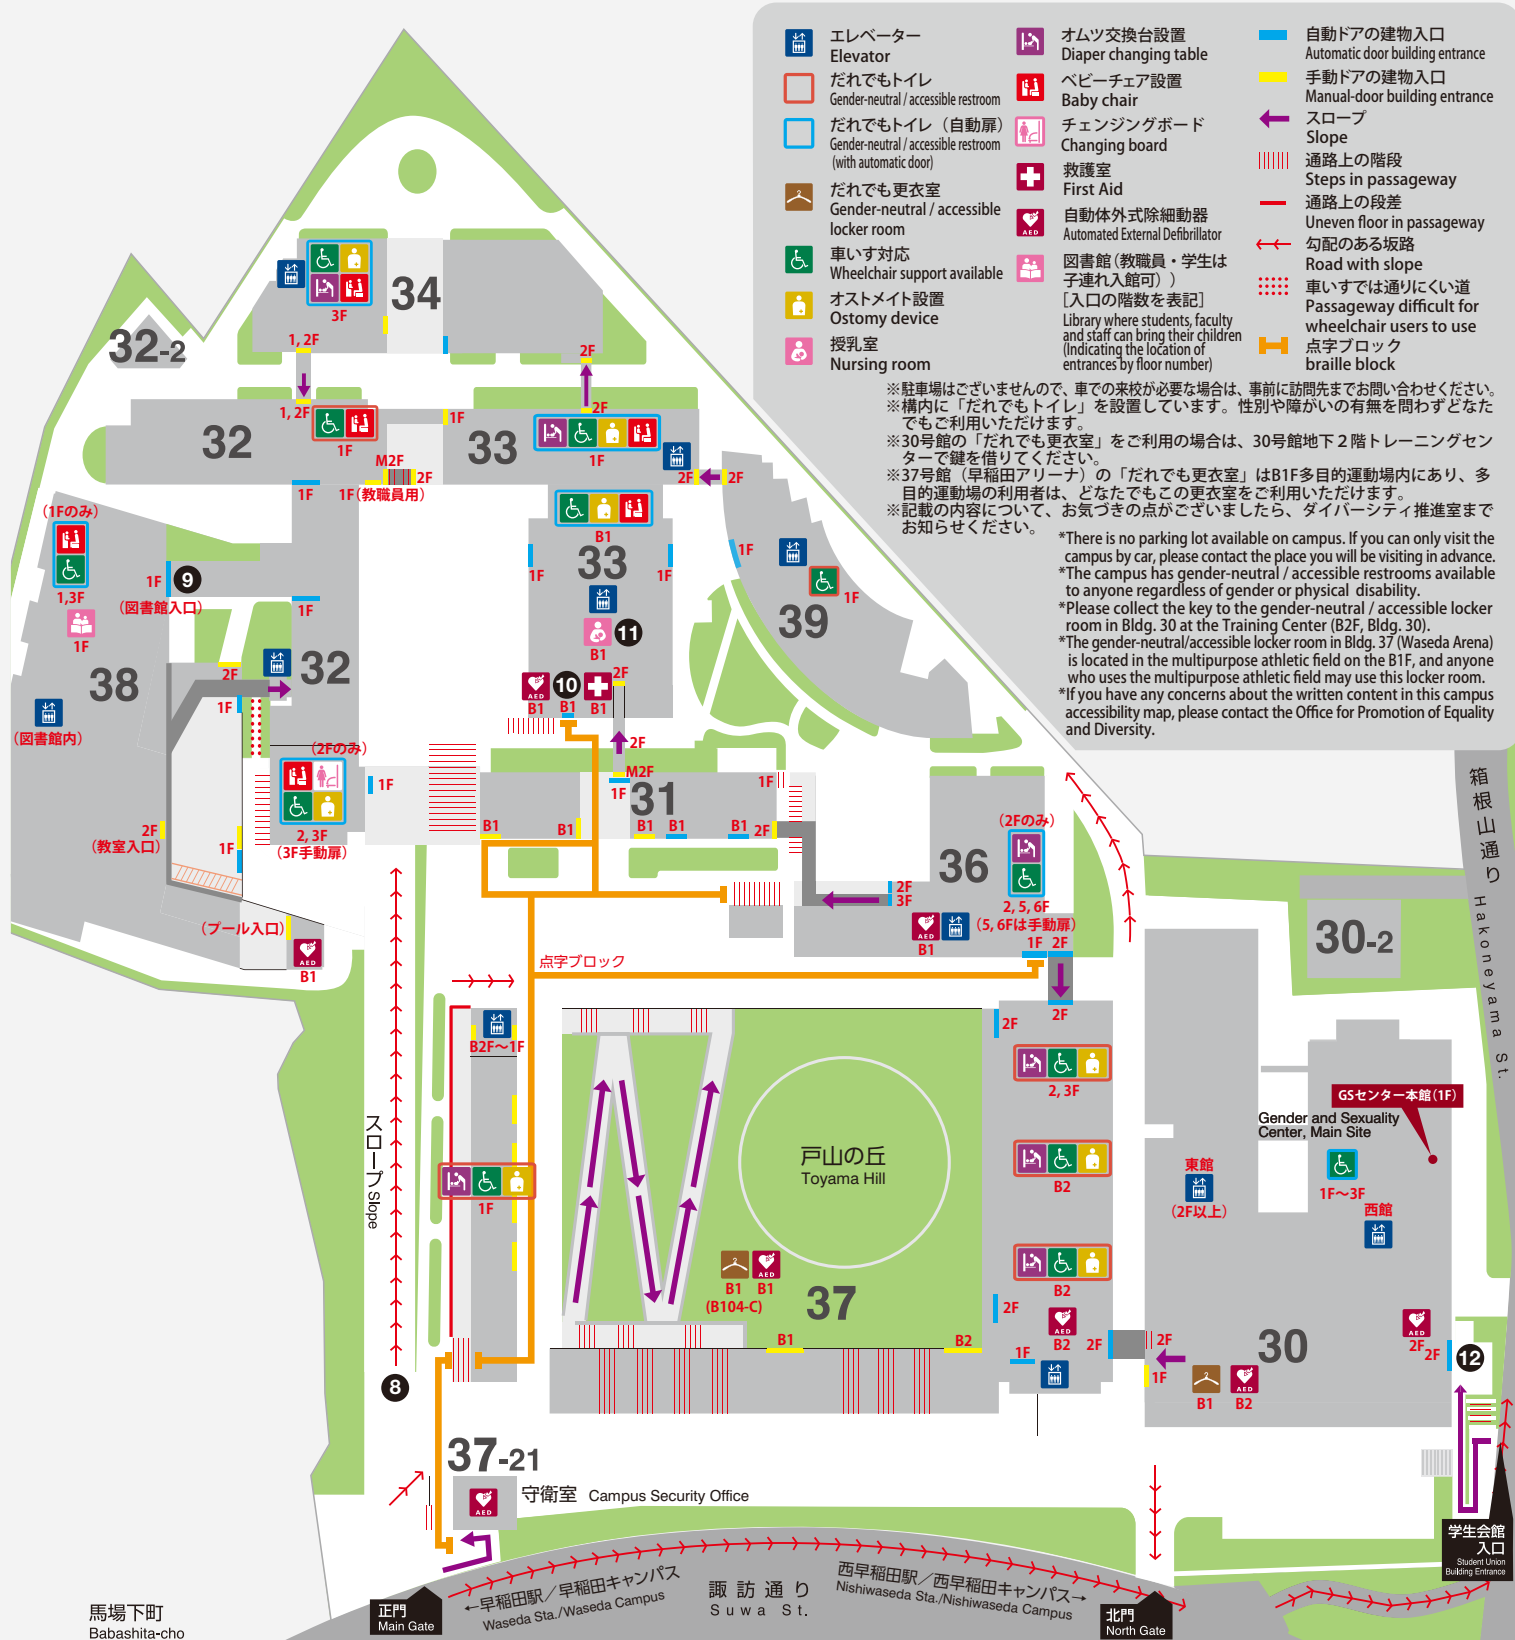 エレベーター
Elevator
だれでもトイレ
Gender-neutral / accessible restroom
だれでもトイレ（自動扉）
Gender-neutral / accessible restroom
(with automatic door)
だれでも更衣室
Gender-neutral / accessible
locker room
車いす対応
Wheelchair support available
オストメイト設置
Ostomy device
授乳室
Nursing room
オムツ交換台設置
Diaper changing table
ベビーチェア設置
Baby chair
チェンジングボード
Changing board
救護室
First Aid
AED
自動体外式除細動器
Automated External Defibrillator
図書館（教職員・学生は
子連れ入館可））
［入口の階数を表記］
Library where students, faculty
and staff can bring their children
(Indicating the location of
entrances by floor number)
自動ドアの建物入口
Automatic door building entrance
手動ドアの建物入口
Manual-door building entrance
スロープ
Slope
通路上の階段
Steps in passageway
通路上の段差
Uneven floor in passageway
勾配のある坂路
Road with slope
車いすでは通りにくい道
Passageway difficult for
wheelchair users to use
点字ブロック
braille block
※駐車場はございませんので、車での来校が必要な場合は、事前に訪問先までお問い合わせください。
※構内に「だれでもトイレ」を設置しています。性別や障がいの有無を問わずどなた
でもご利用いただけます。
※30号館の「だれでも更衣室」をご利用の場合は、30号館地下２階トレーニングセン
ターで鍵を借りてください。
※37号館（早稲田アリーナ）の「だれでも更衣室」はB1F多目的運動場内にあり、多
目的運動場の利用者は、どなたでもこの更衣室をご利用いただけます。
※記載の内容について、お気づきの点がございましたら、ダイバーシティ推進室まで
お知らせください。
*There is no parking lot available on campus. If you can only visit the
campus by car, please contact the place you will be visiting in advance.
*The campus has gender-neutral / accessible restrooms available
to anyone regardless of gender or physical disability.
*Please collect the key to the gender-neutral / accessible locker
room in Bldg. 30 at the Training Center (B2F, Bldg. 30).
*The gender-neutral/accessible locker room in Bldg. 37 (Waseda Arena)
is located in the multipurpose athletic field on the B1F, and anyone
who uses the multipurpose athletic field may use this locker room.
*If you have any concerns about the written content in this campus
accessibility map, please contact the Office for Promotion of Equality
and Diversity.
34
3F
32-2
1, 2F
2F
1, 2F
2F
32
1F
1F
33
1F
M2F
2F
1F
1F（教職員用）
2F
2F
(1Fのみ)
1,3F
1F
9
(図書館入口)
1F
1F
38
(図書館内)
2F
1F
32
B1
33
1F
1F
11
B1
AED
B1
10
B1
B1
2F
1F
39
1F
(2Fのみ)
2, 3F
(3F手動扉)
1F
2F
(教室入口)
1F
(プール入口)
AED
B1
2F
M2F
1F
31
1F
B1
B1
B1
B1
B1
2F
36
(2Fのみ)
2, 5, 6F
(5, 6Fは手動扉)
2F
3F
AED
B1
1F
2F
2F
点字ブロック
B2F～1F
スロープ Slope
1F
8
戸山の丘
Toyama Hill
37
B1
(B104-C)
AED
B1
B1
B2
2F
2, 3F
B2
B2
2F
AED
B2
1F
2F
30-2
箱根山通り
Hakoneyama St.
GSセンター本館(1F)
Gender and Sexuality
Center, Main Site
1F～3F
東館
(2F以上)
西館
30
2F
1F
B1
AED
B2
AED
2F
2F
12
37-21
AED
守衛室 Campus Security Office
学生会館
入口
Student Union
Building Entrance
正門
Main Gate
←早稲田駅／早稲田キャンパス
Waseda Sta./Waseda Campus
諏訪通り
Suwa St.
西早稲田駅／西早稲田キャンパス→
Nishiwaseda Sta./Nishiwaseda Campus
北門
North Gate
馬場下町
Babashita-cho